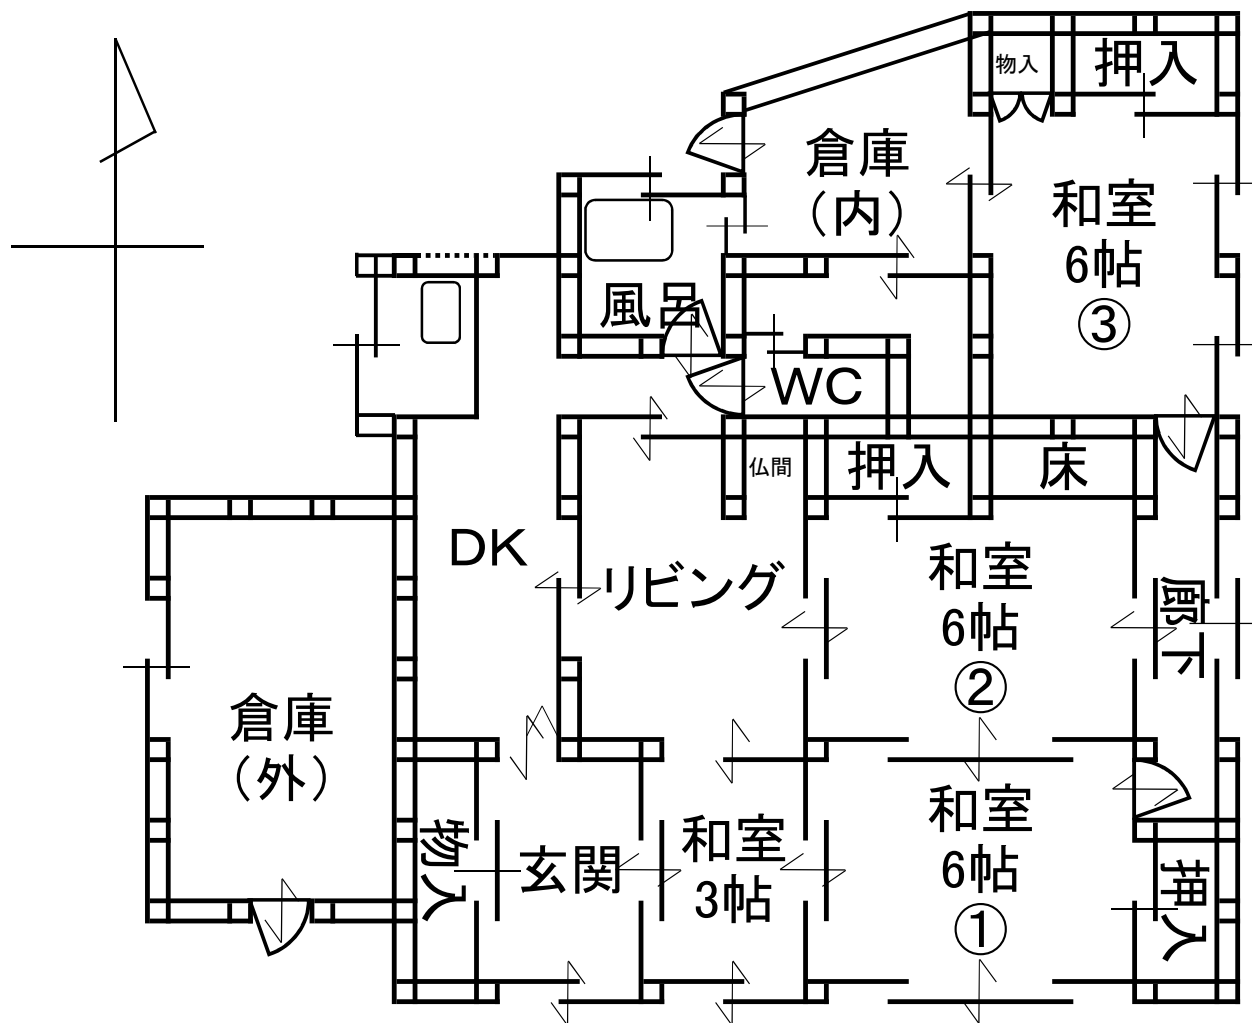 物入
押入
倉庫
（内）
和室
6帖
③
風呂
WC
仏間
押入
床
DK
リビング
和室
6帖
②
廊下
倉庫
（外）
物入
玄関
和室
3帖
和室
6帖
①
押入